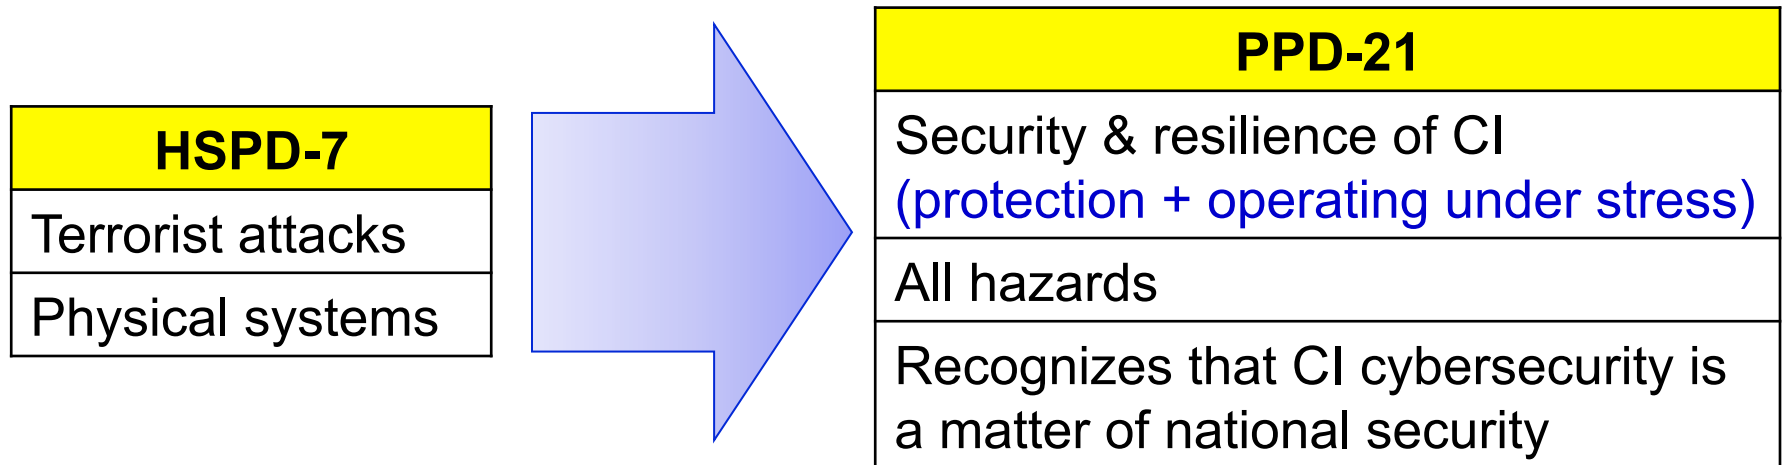 HSPD-7
Terrorist attacks
Physical systems
PPD-21
Security & resilience of CI
(protection + operating under stress)
All hazards
Recognizes that CI cybersecurity is
a matter of national security